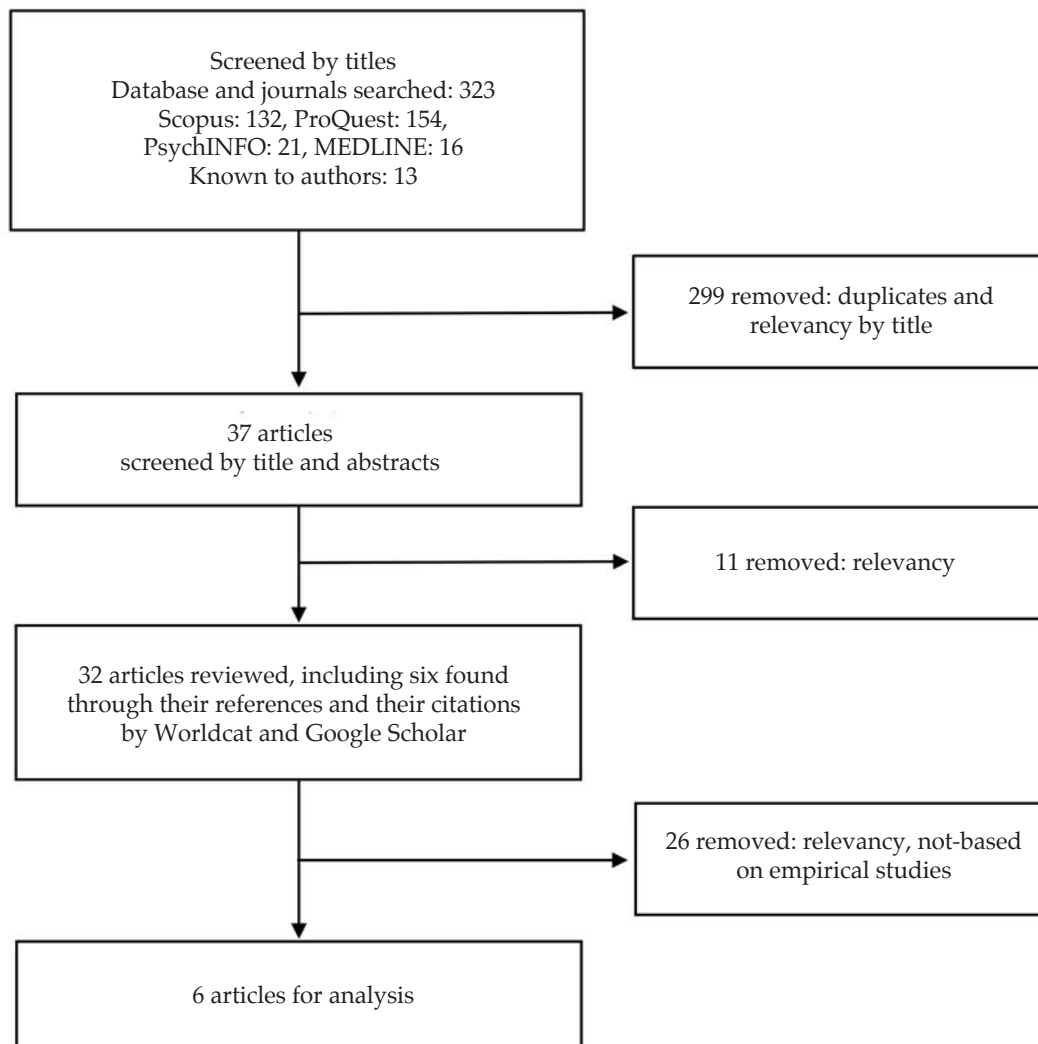 Screened by titles
Database and journals searched: 323
Scopus: 132, ProQuest: 154,
PsychINFO: 21, MEDLINE: 16
Known to authors: 13
299 removed: duplicates and
relevancy by title
37 articles
screened by title and abstracts
11 removed: relevancy
32 articles reviewed, including six found
through their references and their citations
by Worldcat and Google Scholar
26 removed: relevancy, not-based
on empirical studies
6 articles for analysis